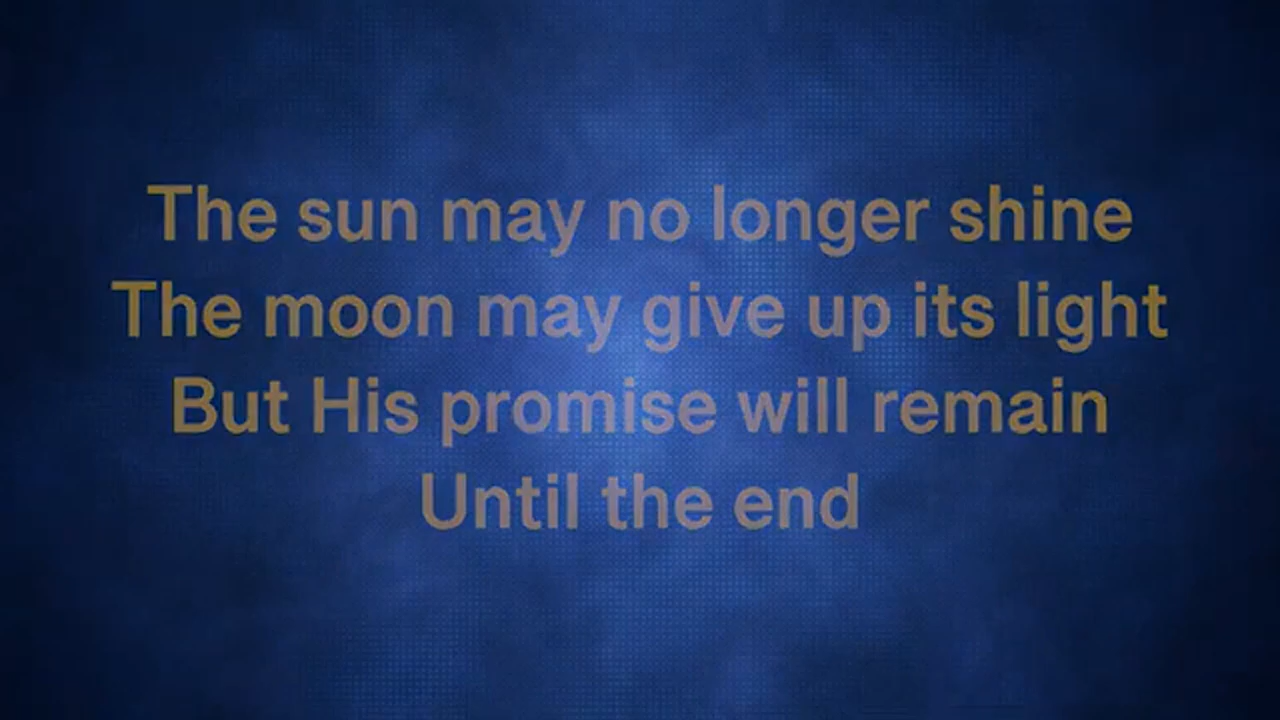 The sun may no longer shine
The moon may give up its light
But His promise will remain
Until the end